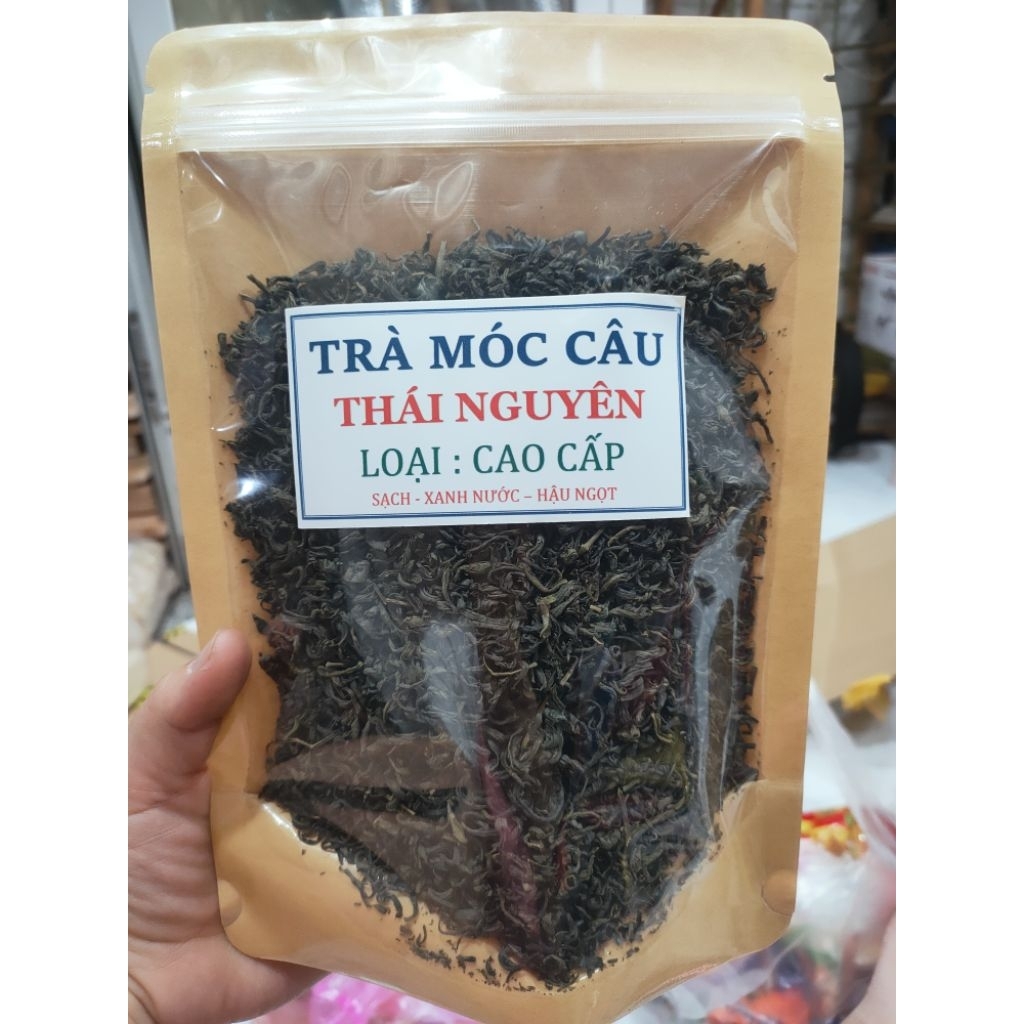 TRÀ MÓC CÂU
THÁI NGUYÊN
LOẠI : CAO CẤP
SẠCH - XANH NƯỚC – HẬU NGỌT